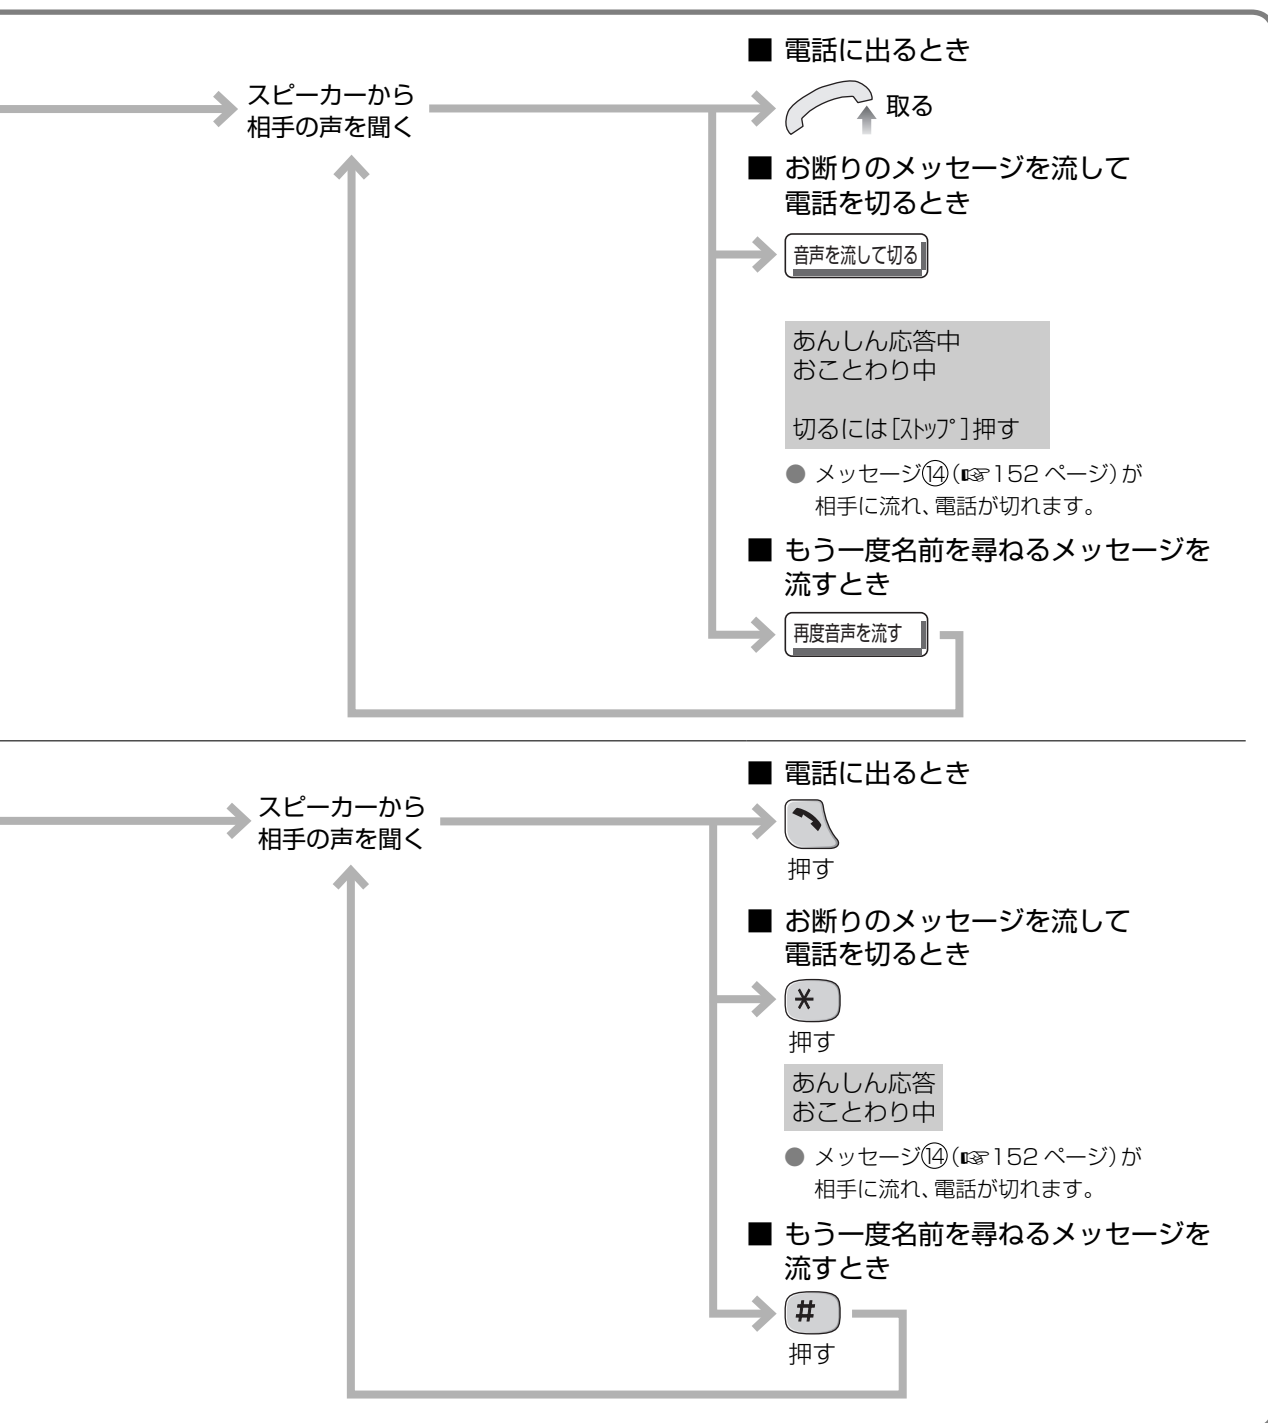 スピーカーから
相手の声を聞く
■ 電話に出るとき
取る
■ お断りのメッセージを流して
電話を切るとき
音声を流して切る
あんしん応答中
おことわり中
切るには[ｽﾄｯﾌﾟ]押す
● メッセージ⑭(☞152 ページ)が
相手に流れ、電話が切れます。
■ もう一度名前を尋ねるメッセージを
流すとき
再度音声を流す
スピーカーから
相手の声を聞く
■ 電話に出るとき
押す
■ お断りのメッセージを流して
電話を切るとき
＊
押す
あんしん応答
おことわり中
● メッセージ⑭(☞152 ページ)が
相手に流れ、電話が切れます。
■ もう一度名前を尋ねるメッセージを
流すとき
#
押す